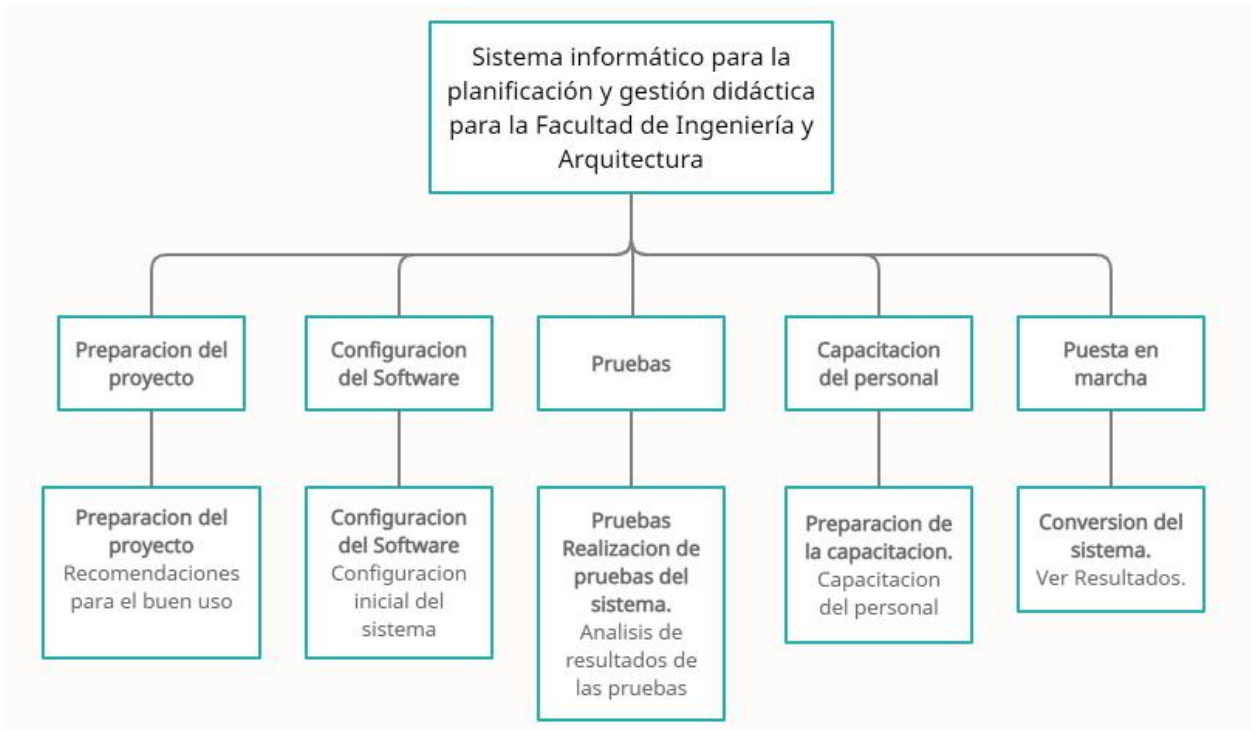 Sistema informático para la
planificación y gestión didáctica
para la Facultad de Ingeniería y
Arquitectura
Preparacion del
proyecto
Configuracion
del Software
Pruebas
Capacitacion
del personal
Puesta en
marcha
Preparacion del
proyecto
Recomendaciones
para el buen uso
Configuracion
del Software
Configuracion
inicial del
sistema
Pruebas
Realizacion de
pruebas del
sistema.
Analisis de
resultados de
las pruebas
Preparacion de
la capacitacion.
Capacitacion
del personal
Conversion del
sistema.
Ver Resultados.